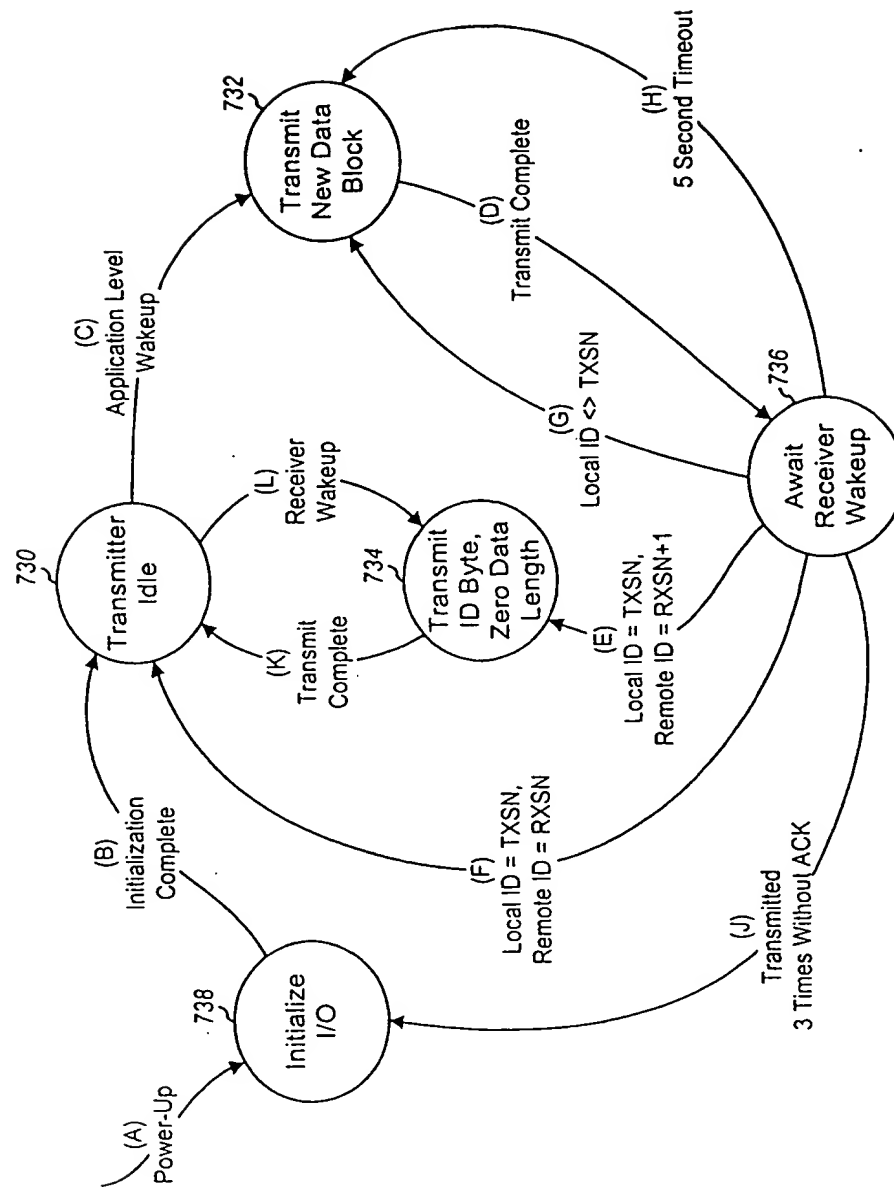 (A)
Power-Up
738
Initialize
I/O
(B)
Initialization
Complete
730
Transmitter
Idle
(C)
Application Level
Wakeup
732
Transmit
New Data
Block
(L)
Receiver
Wakeup
(K)
Transmit
Complete
734
Transmit
ID Byte,
Zero Data
Length
(D)
Transmit Complete
(G)
Local ID <> TXSN
(H)
5 Second Timeout
(E)
Local ID = TXSN,
Remote ID = RXSN+1
(F)
Local ID = TXSN,
Remote ID = RXSN
(J)
Transmitted
3 Times Without ACK
736
Await
Receiver
Wakeup